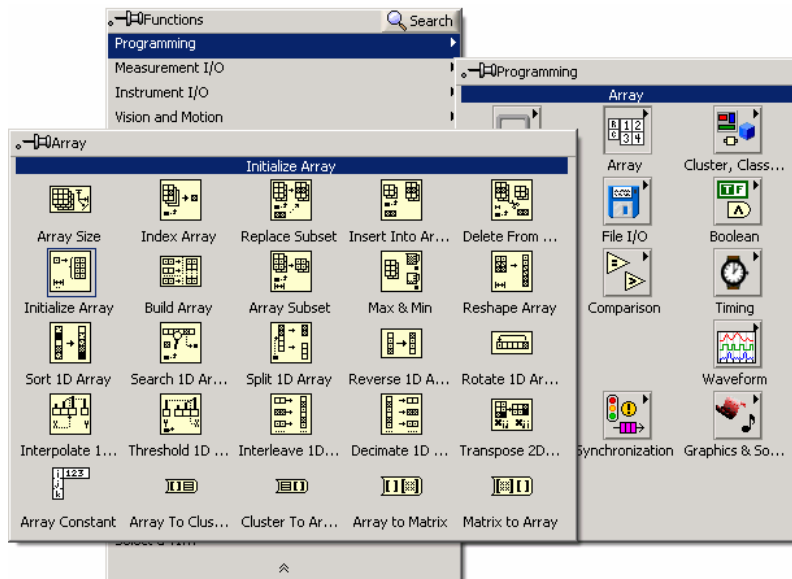 Functions
Search
Programming
Measurement I/O
Instrument I/O
Vision and Motion
Programming
Array
Array
Cluster, Class...
File I/O
Boolean
Comparison
Timing
Waveform
Synchronization
Graphics & So...
Array
Initialize Array
Array Size
Index Array
Replace Subset
Insert Into Ar...
Delete From ...
Initialize Array
Build Array
Array Subset
Max & Min
Reshape Array
Sort 1D Array
Search 1D Ar...
Split 1D Array
Reverse 1D A...
Rotate 1D Ar...
Interpolate 1...
Threshold 1D ...
Interleave 1D...
Decimate 1D ...
Transpose 2D...
Array Constant
Array To Clus...
Cluster To Ar...
Array to Matrix
Matrix to Array